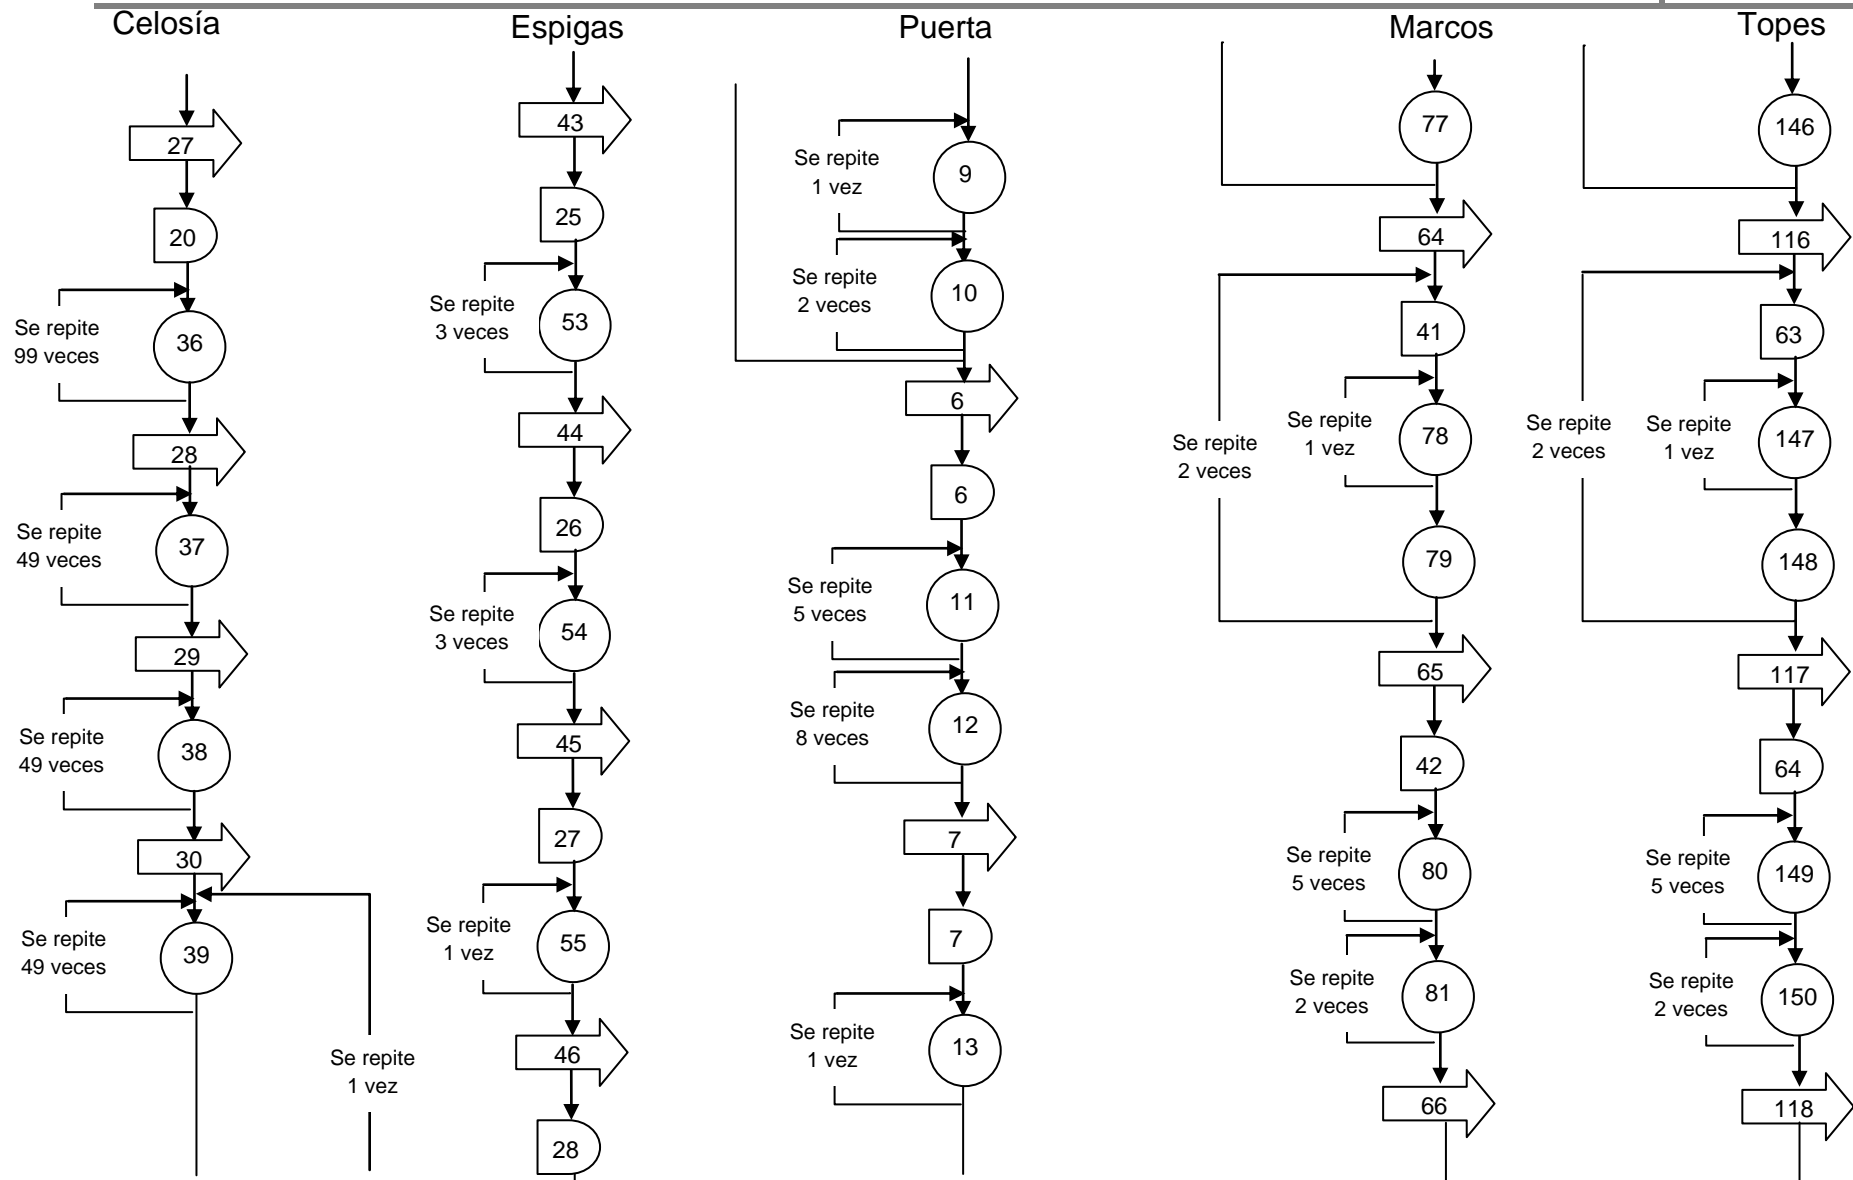 Celosía
27
20
Se repite
99 veces
36
28
Se repite
49 veces
37
29
Se repite
49 veces
38
30
Se repite
49 veces
39
Se repite
1 vez
Espigas
43
25
Se repite
3 veces
53
44
26
Se repite
3 veces
54
45
27
Se repite
1 vez
55
46
28
Puerta
Se repite
1 vez
9
Se repite
2 veces
10
6
6
Se repite
5 veces
11
Se repite
8 veces
12
7
7
Se repite
1 vez
13
Marcos
77
64
41
Se repite
2 veces
Se repite
1 vez
78
79
65
42
Se repite
5 veces
80
Se repite
2 veces
81
66
Topes
146
116
63
Se repite
2 veces
Se repite
1 vez
147
148
117
64
Se repite
5 veces
149
Se repite
2 veces
150
118